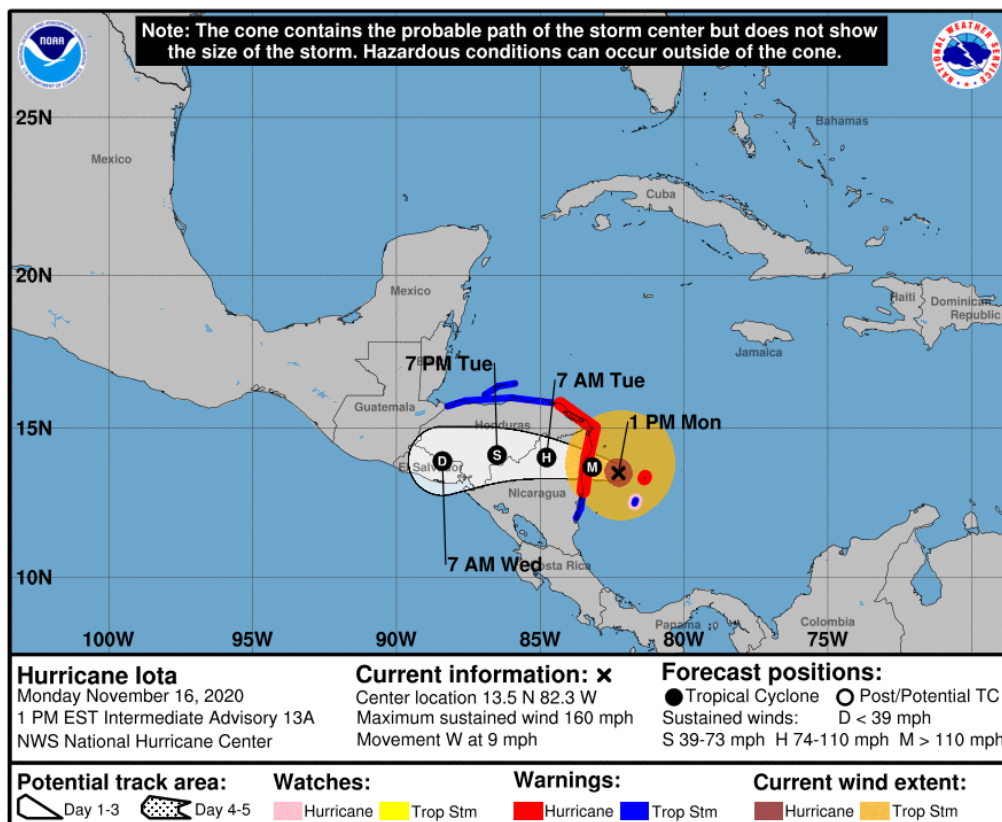 Note: The cone contains the probable path of the storm center but does not show
the size of the storm. Hazardous conditions can occur outside of the cone.
NOAA
NATIONAL WEATHER SERVICE
25N
Bahamas
Mexico
Cuba
20N
Mexico
Haiti
Dominican
Republic
Jamaica
7 PM Tue
7 AM Tue
Guatemala
15N
Honduras
1 PM Mon
D
S
H
M
El Salvador
Nicaragua
7 AM Wed
Costa Rica
10N
Panama
Colombia
100W
95W
90W
85W
80W
75W
Hurricane Iota
Monday November 16, 2020
1 PM EST Intermediate Advisory 13A
NWS National Hurricane Center
Current information: ×
Center location 13.5 N 82.3 W
Maximum sustained wind 160 mph
Movement W at 9 mph
Forecast positions:
Tropical Cyclone Post/Potential TC
Sustained winds: D < 39 mph
S 39-73 mph H 74-110 mph M > 110 mph
Potential track area:
Day 1-3 Day 4-5
Watches:
Hurricane Trop Stm
Warnings:
Hurricane Trop Stm
Current wind extent:
Hurricane Trop Stm